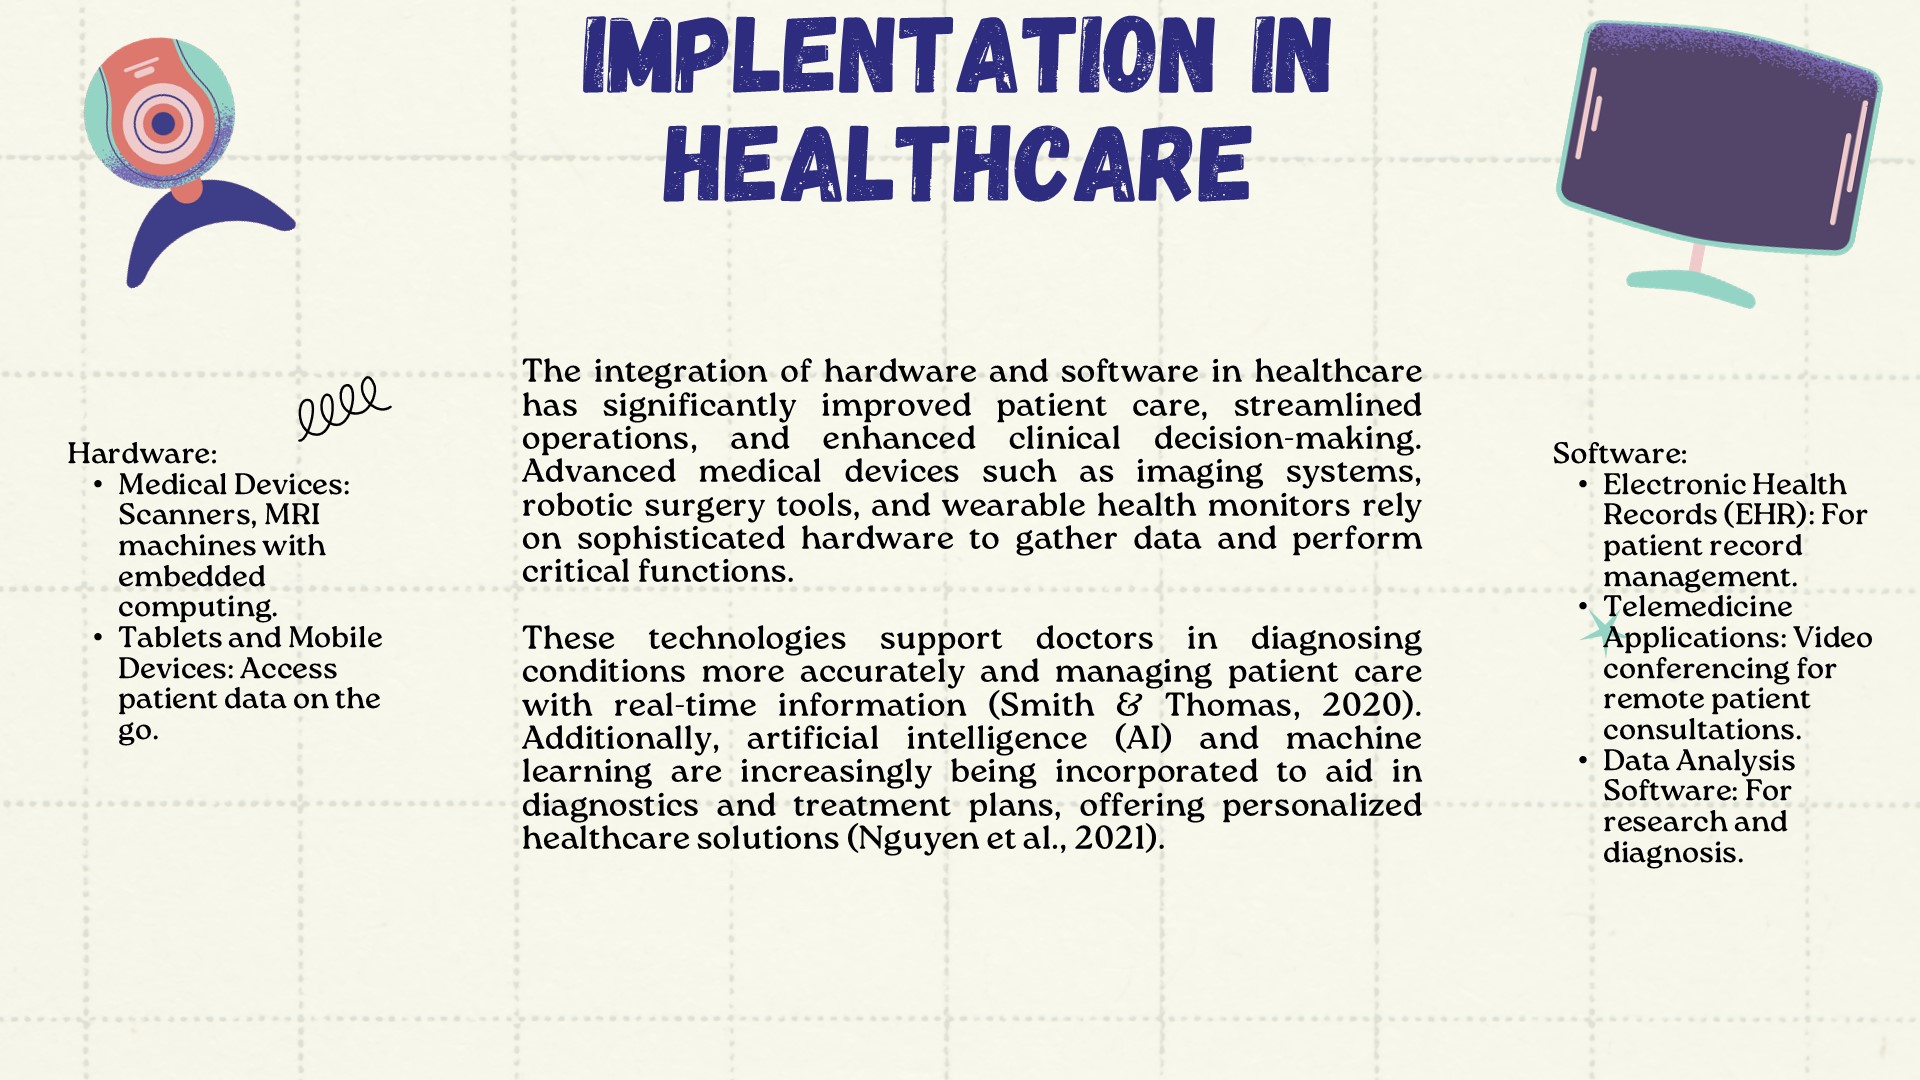 IMPLENTATION IN
HEALTHCARE
Hardware:
• Medical Devices:
Scanners, MRI
machines with
embedded
computing.
• Tablets and Mobile
Devices: Access
patient data on the
go.
The integration of hardware and software in healthcare
has significantly improved patient care, streamlined
operations, and enhanced clinical decision-making.
Advanced medical devices such as imaging systems,
robotic surgery tools, and wearable health monitors rely
on sophisticated hardware to gather data and perform
critical functions.
These technologies support doctors in diagnosing
conditions more accurately and managing patient care
with real-time information (Smith & Thomas, 2020).
Additionally, artificial intelligence (AI) and machine
learning are increasingly being incorporated to aid in
diagnostics and treatment plans, offering personalized
healthcare solutions (Nguyen et al., 2021).
Software:
• Electronic Health
Records (EHR): For
patient record
management.
• Telemedicine
Applications: Video
conferencing for
remote patient
consultations.
• Data Analysis
Software: For
research and
diagnosis.